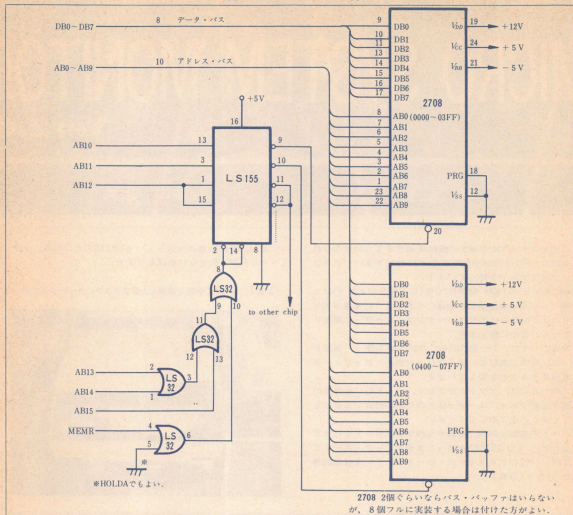 DB0～DB7
8 データ・バス
AB0～AB9
10 アドレス・バス
+5V
16
AB10 13
AB11 3
AB12 1
15
LS155
9
10
11
12
2 14 8
8
LS32
9 10
11
LS32
12 13
to other chip
AB13 2
AB14 1
LS
32
3
AB15
MEMR 4
5
LS
32
6
※
※HOLDAでもよい.
9 DB0
10 DB1
11 DB2
13 DB3
14 DB4
15 DB5
16 DB6
17 DB7
2708
(0000～03FF)
8 AB0
7 AB1
6 AB2
5 AB3
4 AB4
3 AB5
2 AB6
1 AB7
23 AB8
22 AB9
VDD 19 +12V
VCC 24 +5V
VBB 21 −5V
PRG 18
VSS 12
20
DB0
DB1
DB2
DB3
DB4
DB5
DB6
DB7
2708
(0400～07FF)
AB0
AB1
AB2
AB3
AB4
AB5
AB6
AB7
AB8
AB9
VDD +12V
VCC +5V
VBB −5V
PRG
VSS
2708 2個ぐらいならバス・バッファはいらない
が, 8個フルに実装する場合は付けた方がよい.